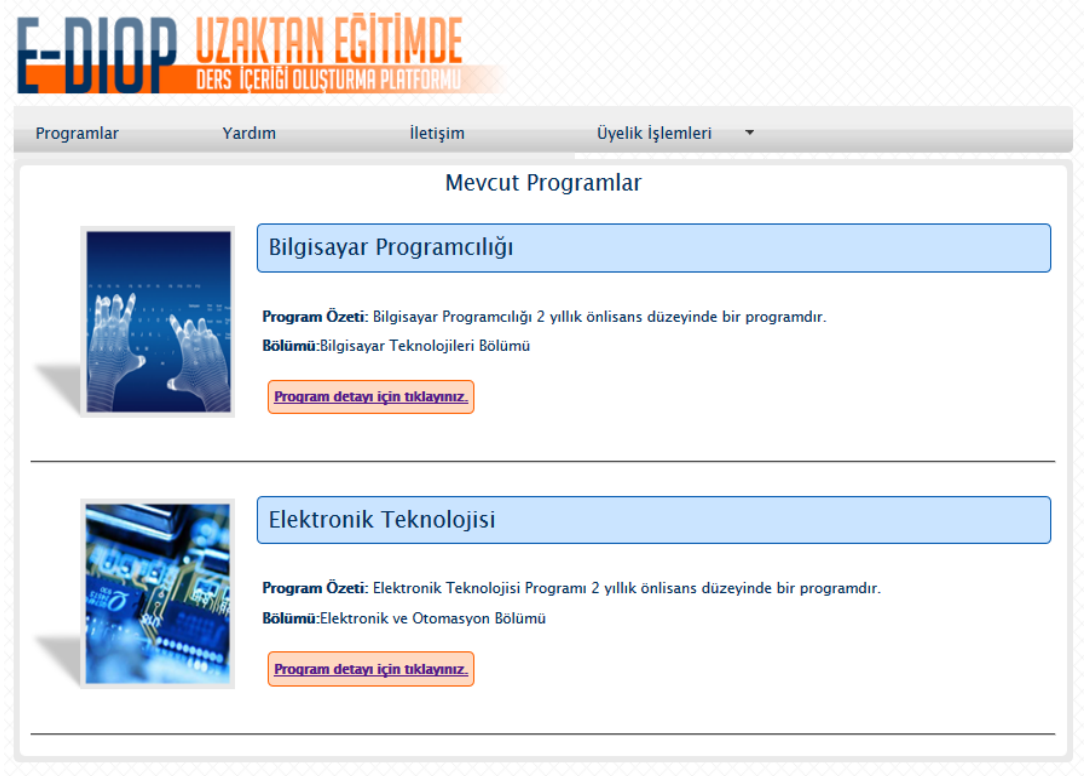 E-DIOP UZAKTAN EĞİTİMDE
DERS İÇERİĞİ OLUŞTURMA PLATFORMU
Programlar Yardım İletişim Üyelik İşlemleri
Mevcut Programlar
Bilgisayar Programcılığı
Program Özeti: Bilgisayar Programcılığı 2 yıllık önlisans düzeyinde bir programdır.
Bölümü:Bilgisayar Teknolojileri Bölümü
Program detayı için tıklayınız.
Elektronik Teknolojisi
Program Özeti: Elektronik Teknolojisi Programı 2 yıllık önlisans düzeyinde bir programdır.
Bölümü:Elektronik ve Otomasyon Bölümü
Program detayı için tıklayınız.